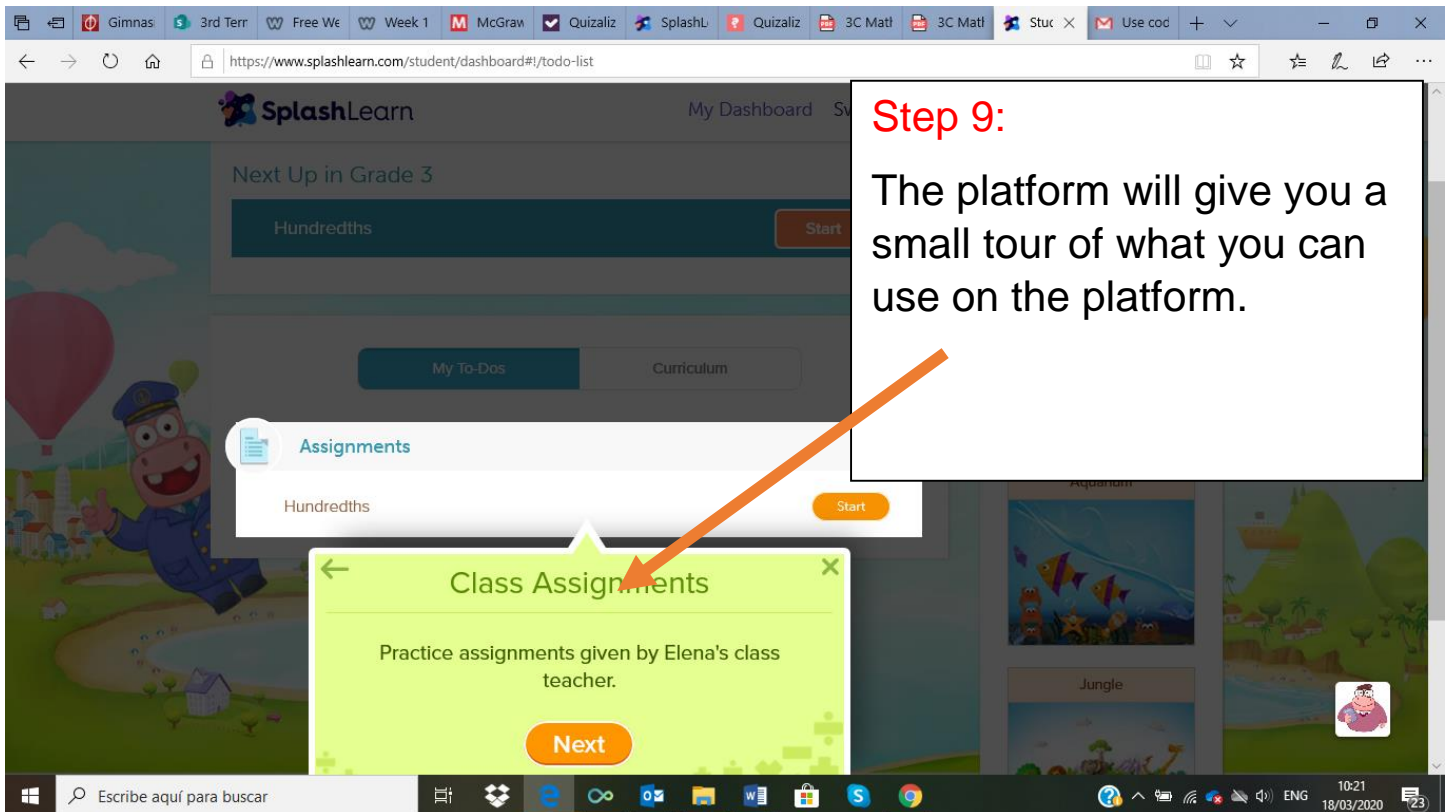 Gimnas
3rd Terr
Free We
Week 1
McGraw
Quizaliz
SplashL
Quizaliz
3C Matl
3C Matl
Stud
Use cod
https://www.splashlearn.com/student/dashboard#!/todo-list
SplashLearn
My Dashboard
Step 9:
The platform will give you a
small tour of what you can
use on the platform.
Next Up in Grade 3
Hundredths
Start
My To-Dos
Curriculum
Assignments
Hundredths
Start
Aquarium
Class Assignments
Practice assignments given by Elena's class
teacher.
Next
Jungle
Escribe aquí para buscar
ENG
10:21
18/03/2020
23